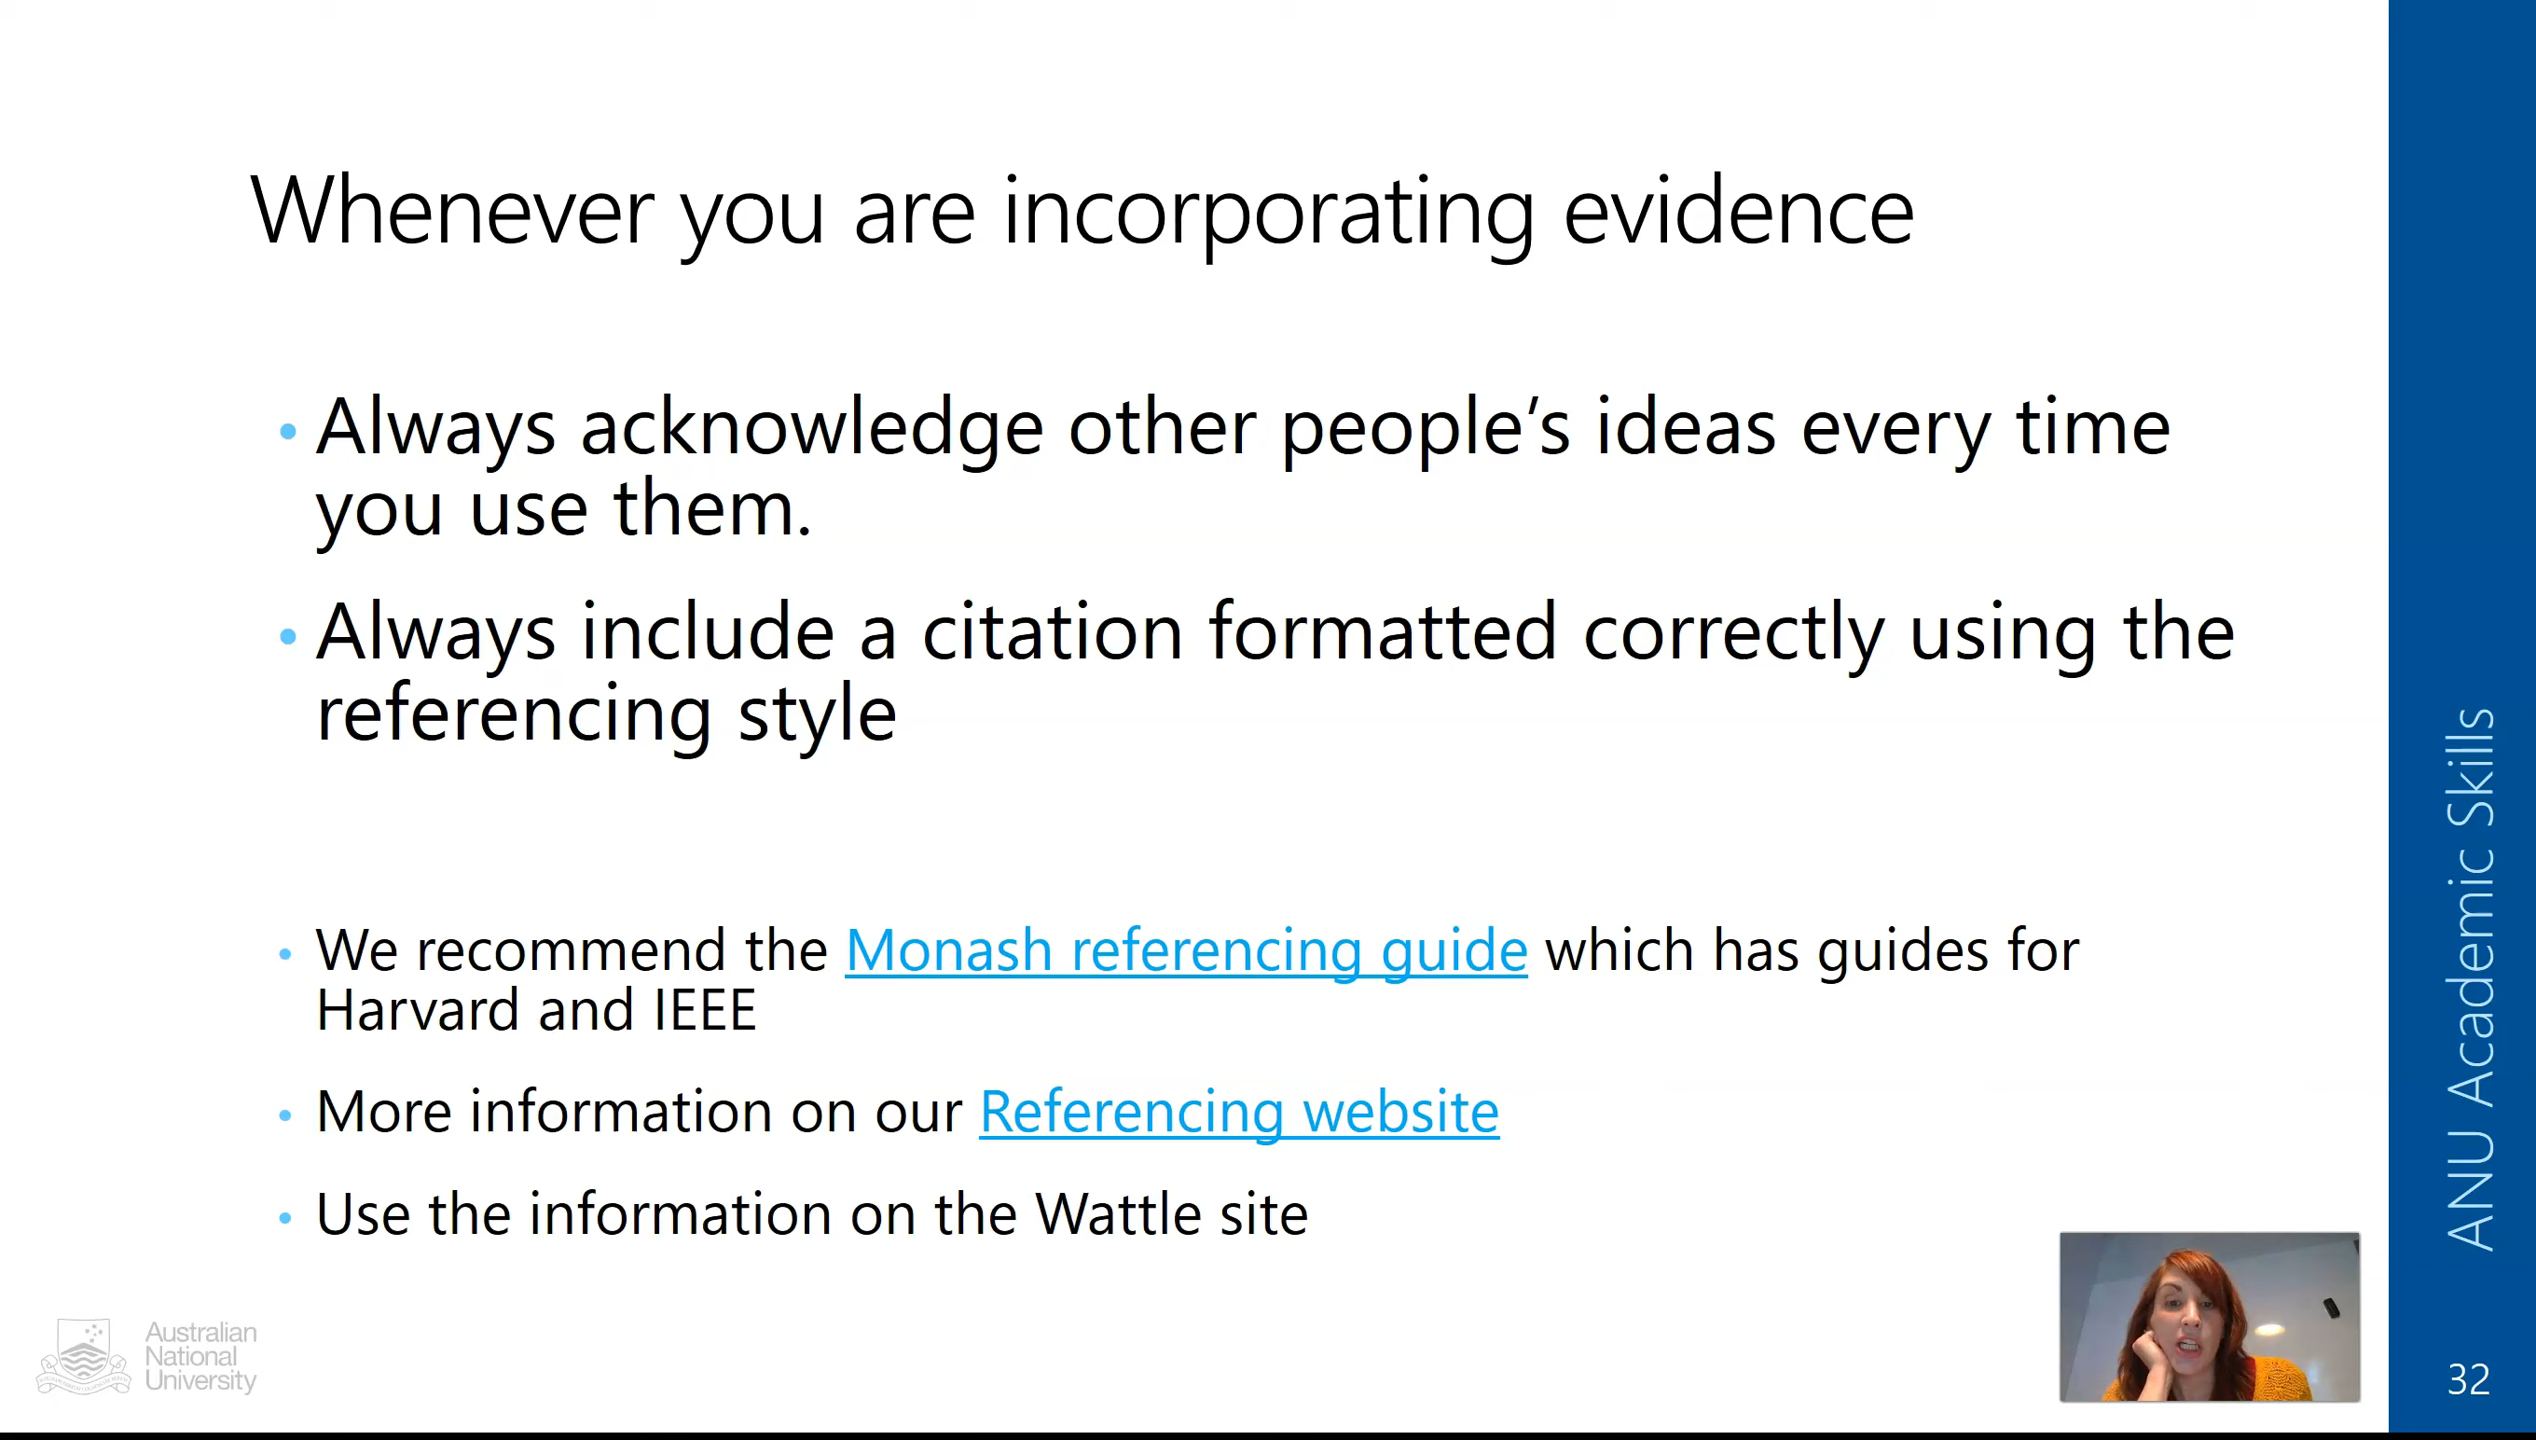 Whenever you are incorporating evidence
• Always acknowledge other people’s ideas every time
you use them.
• Always include a citation formatted correctly using the
referencing style
• We recommend the Monash referencing guide which has guides for
Harvard and IEEE
• More information on our Referencing website
• Use the information on the Wattle site
Australian
National
University
ANU Academic Skills
32